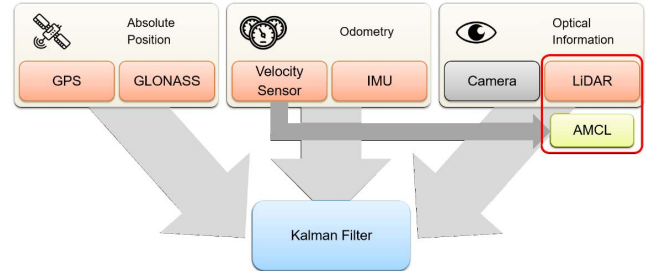 Absolute
Position
GPS
GLONASS
Odometry
Velocity
Sensor
IMU
Optical
Information
Camera
LiDAR
AMCL
Kalman Filter